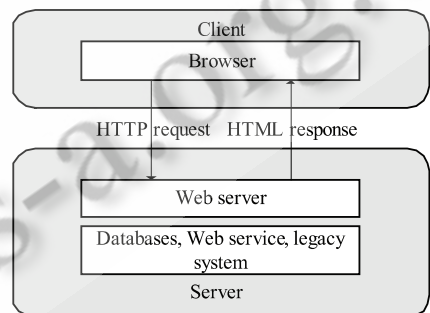 Client
Browser
HTTP request HTML response
Web server
Databases, Web service, legacy
system
Server